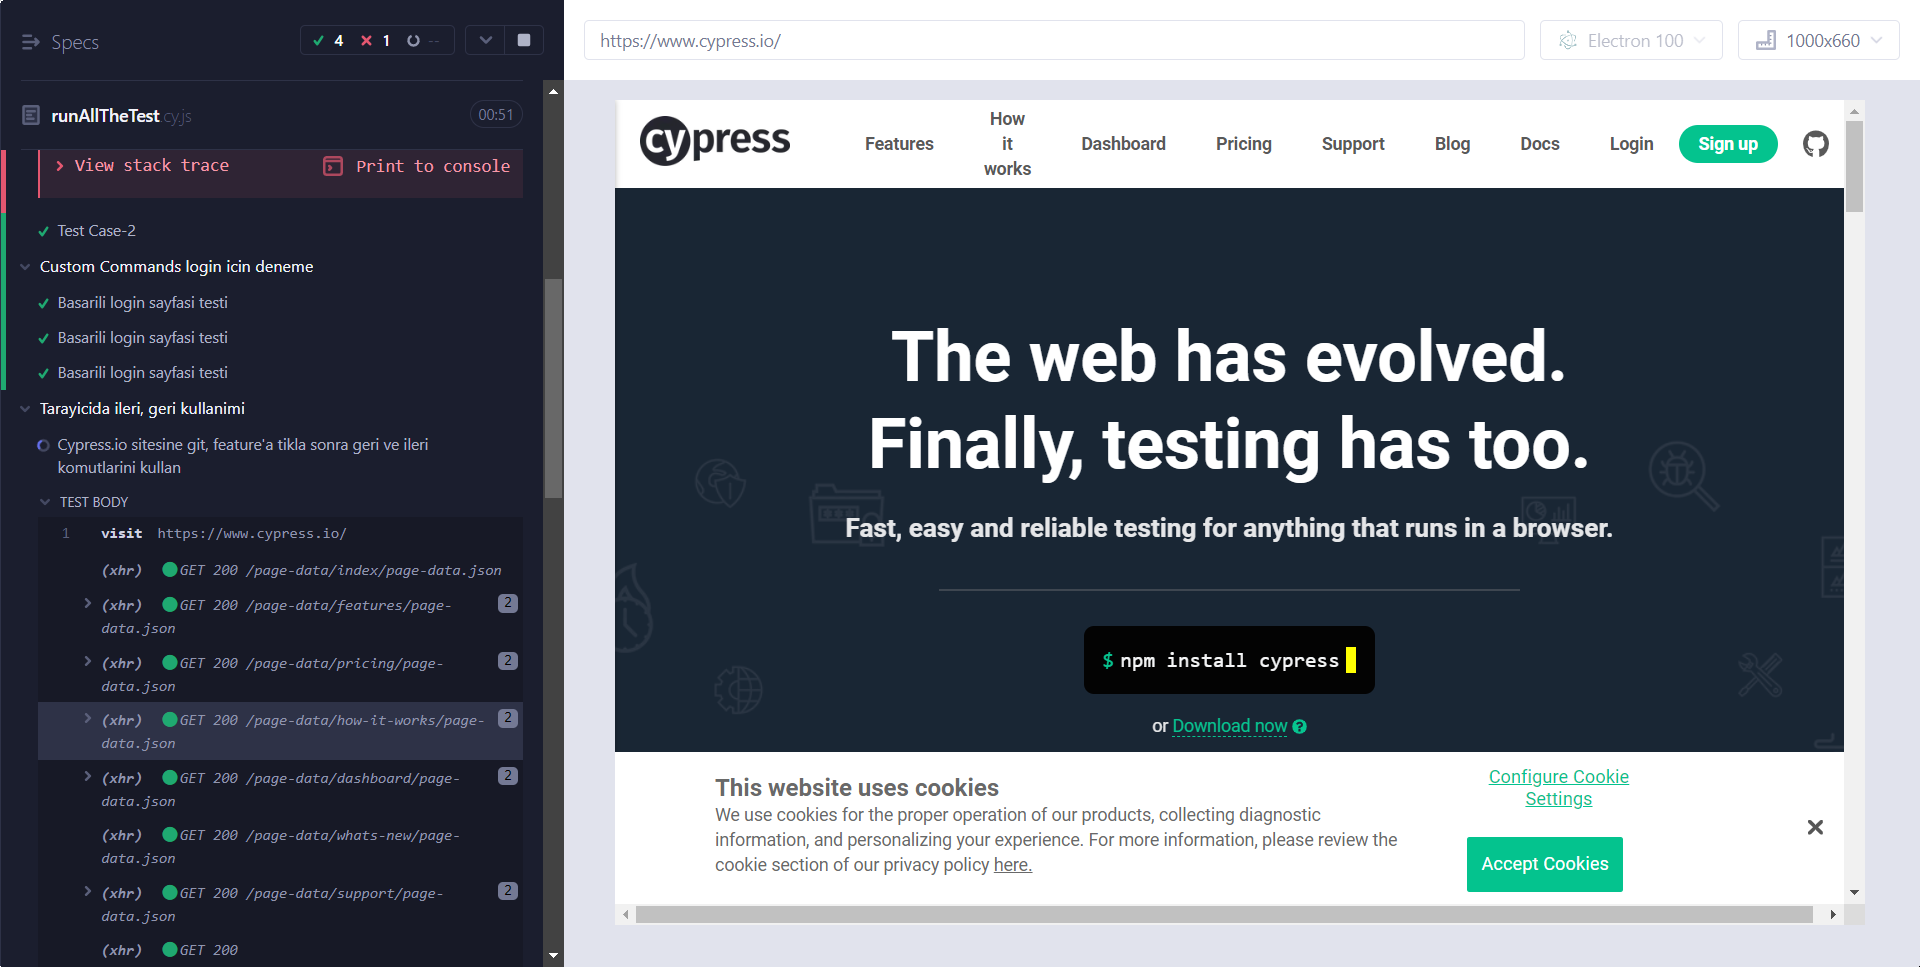 Specs
4 1 --
runAllTheTest.cy.js
00:51
View stack trace
Print to console
Test Case-2
Custom Commands login icin deneme
Basarili login sayfasi testi
Basarili login sayfasi testi
Basarili login sayfasi testi
Tarayicida ileri, geri kullanimi
Cypress.io sitesine git, feature'a tikla sonra geri ve ileri
komutlarini kullan
TEST BODY
1 visit https://www.cypress.io/
(xhr) GET 200 /page-data/index/page-data.json
(xhr) GET 200 /page-data/features/page- 2
data.json
(xhr) GET 200 /page-data/pricing/page- 2
data.json
(xhr) GET 200 /page-data/how-it-works/page- 2
data.json
(xhr) GET 200 /page-data/dashboard/page- 2
data.json
(xhr) GET 200 /page-data/whats-new/page-
data.json
(xhr) GET 200 /page-data/support/page- 2
data.json
(xhr) GET 200
https://www.cypress.io/
Electron 100
1000x660
cypress
Features
How
it
works
Dashboard
Pricing
Support
Blog
Docs
Login
Sign up
The web has evolved.
Finally, testing has too.
Fast, easy and reliable testing for anything that runs in a browser.
$ npm install cypress
or Download now ?
This website uses cookies
We use cookies for the proper operation of our products, collecting diagnostic
information, and personalizing your experience. For more information, please review the
cookie section of our privacy policy here.
Configure Cookie
Settings
Accept Cookies